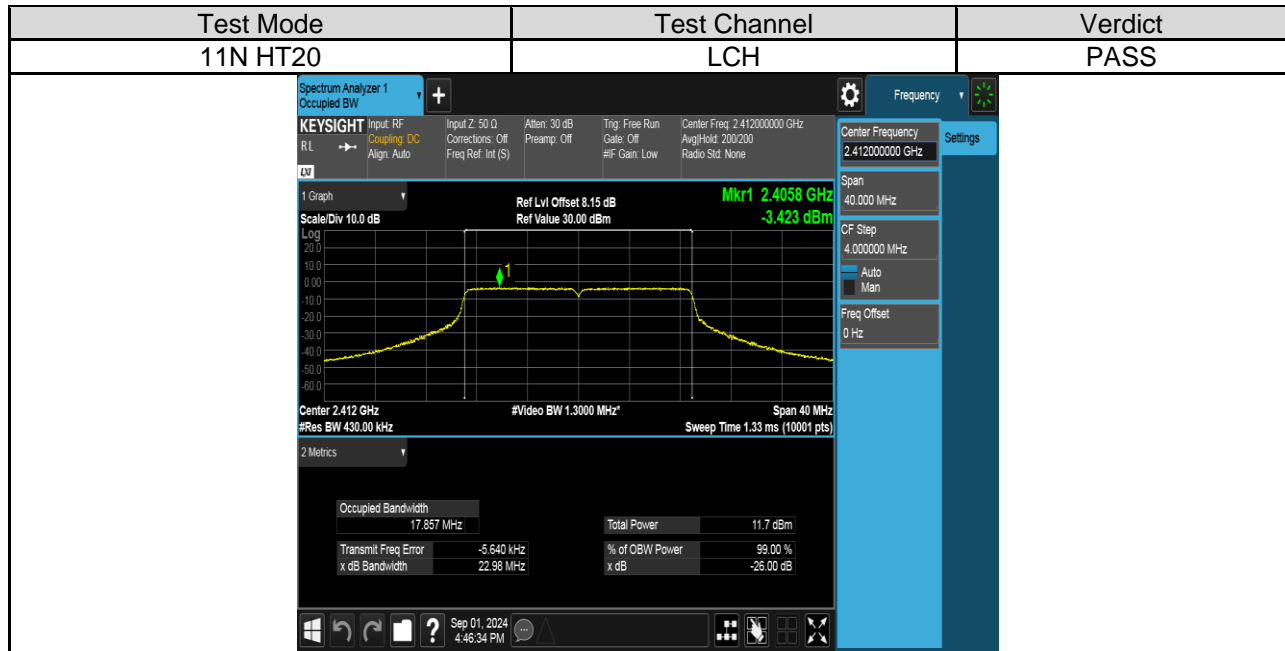 Test Mode Test Channel Verdict
11N HT20 LCH PASS
Spectrum Analyzer 1
Occupied BW
+
Frequency
KEYSIGHT Input: RF Input Z: 50 Ω Atten: 30 dB Trig: Free Run Center Freq: 2.412000000 GHz
RL Coupling: DC Corrections: Off Preamp: Off Gate: Off Avg|Hold: 200/200
Align: Auto Freq Ref: Int (S) #IF Gain: Low Radio Std: None
LXI
Center Frequency
2.412000000 GHz
Settings
Span
40.000 MHz
CF Step
4.000000 MHz
Auto
Man
Freq Offset
0 Hz
1 Graph
Ref Lvl Offset 8.15 dB
Mkr1 2.4058 GHz
Scale/Div 10.0 dB
Ref Value 30.00 dBm
-3.423 dBm
Log
20.0
10.0
1
0.00
-10.0
-20.0
-30.0
-40.0
-50.0
-60.0
Center 2.412 GHz #Video BW 1.3000 MHz* Span 40 MHz
#Res BW 430.00 kHz Sweep Time 1.33 ms (10001 pts)
2 Metrics
Occupied Bandwidth
17.857 MHz Total Power 11.7 dBm
Transmit Freq Error -5.640 kHz % of OBW Power 99.00 %
x dB Bandwidth 22.98 MHz x dB -26.00 dB
?
Sep 01, 2024
4:46:34 PM